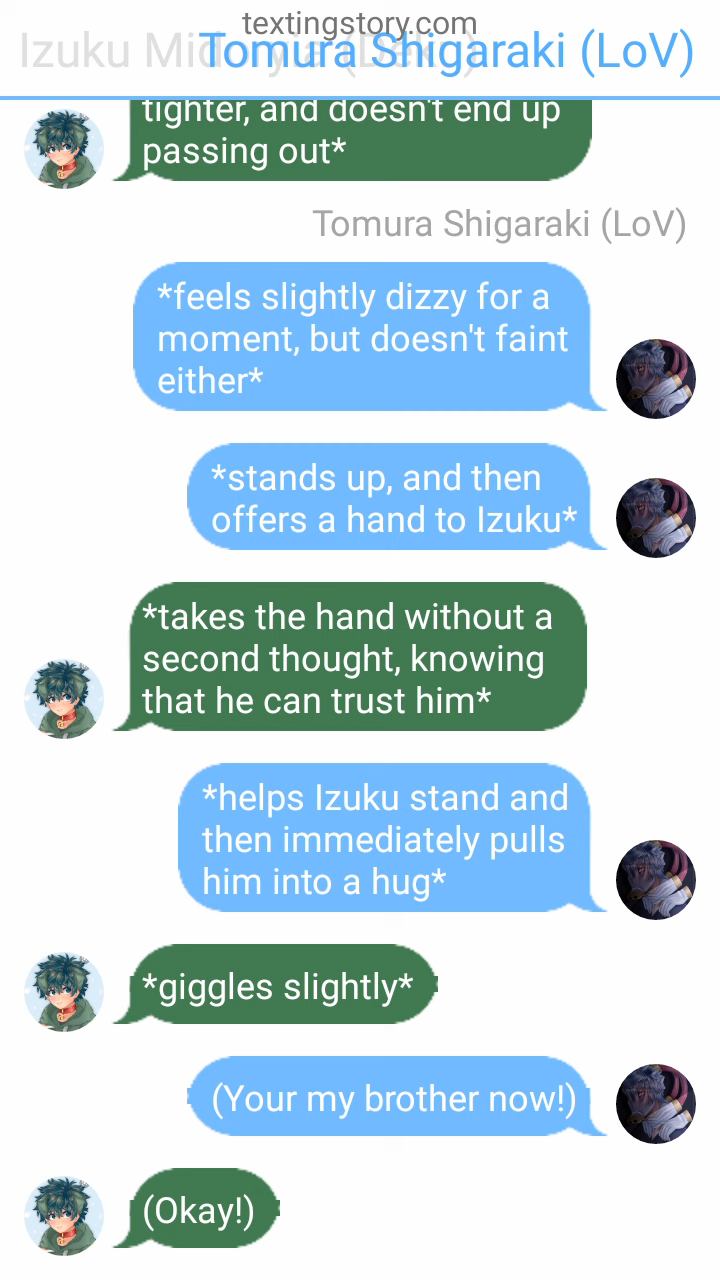 textingstory.com
Izuku Midoriya (Deku)
Tomura Shigaraki (LoV)
tighter, and doesn't end up
passing out*
Tomura Shigaraki (LoV)
*feels slightly dizzy for a
moment, but doesn't faint
either*
*stands up, and then
offers a hand to Izuku*
*takes the hand without a
second thought, knowing
that he can trust him*
*helps Izuku stand and
then immediately pulls
him into a hug*
*giggles slightly*
(Your my brother now!)
(Okay!)